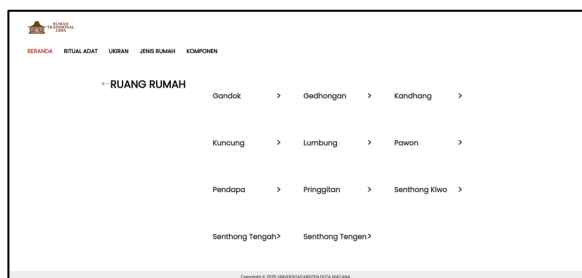 RUMAH
TRADISIONAL
JAWA
BERANDA RITUAL ADAT UKIRAN JENIS RUMAH KOMPONEN
←RUANG RUMAH
Gandok > Gedhongan > Kandhang >
Kuncung > Lumbung > Pawon >
Pendapa > Pringgitan > Senthong Kiwo >
Senthong Tengah> Senthong Tengen>
Copyright © 2025 UNIVERSITAS KRISTEN DUTA WACANA